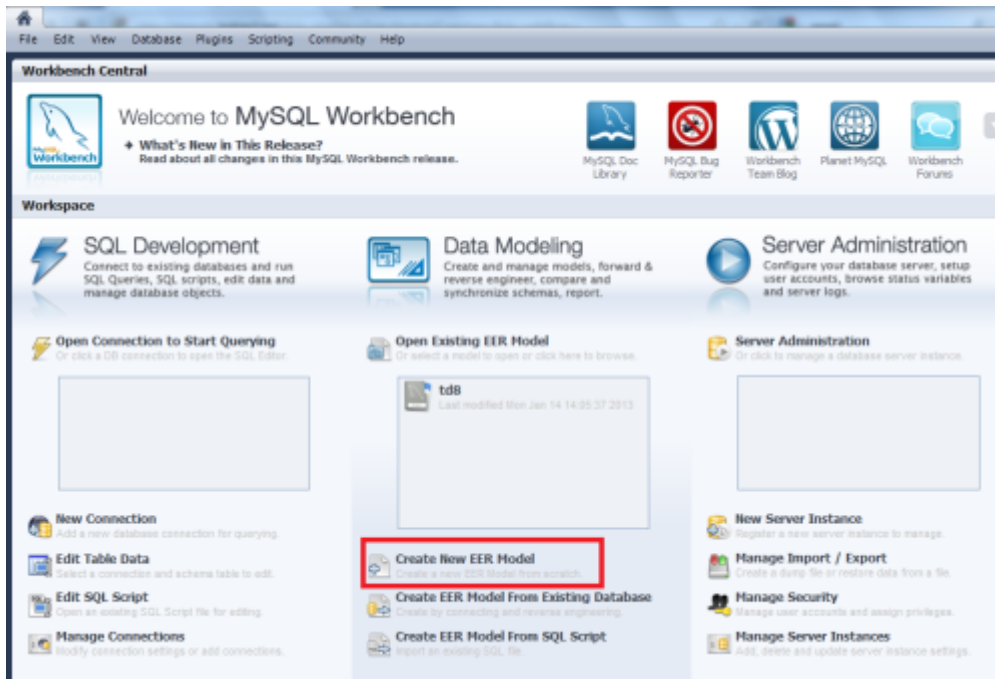 File Edit View Database Plugins Scripting Community Help
Workbench Central
Workbench
Welcome to MySQL Workbench
What's New in This Release?
Read about all changes in this MySQL Workbench release.
MySQL Doc
Library
MySQL Bug
Reporter
Workbench
Team Blog
Planet MySQL
Workbench
Forums
Workspace
SQL Development
Connect to existing databases and run
SQL Queries, SQL scripts, edit data and
manage database objects.
Open Connection to Start Querying
Or click a DB connection to open the SQL Editor.
New Connection
Add a new database connection for querying.
Edit Table Data
Select a connection and schema table to edit.
Edit SQL Script
Open an existing SQL Script file for editing.
Manage Connections
Modify connection settings or add connections.
Data Modeling
Create and manage models, forward &
reverse engineer, compare and
synchronize schemas, report.
Open Existing EER Model
Or select a model to open or click here to browse.
td8
Last modified Mon Jan 14 14:05:37 2013
Create New EER Model
Create a new EER Model from scratch.
Create EER Model From Existing Database
Create by connecting and reverse engineering.
Create EER Model From SQL Script
Import an existing SQL file.
Server Administration
Configure your database server, setup
user accounts, browse status variables
and server logs.
Server Administration
Or click to manage a database server instance.
New Server Instance
Register a new server instance to manage.
Manage Import / Export
Create a dump file or restore data from a file.
Manage Security
Manage user accounts and assign privileges.
Manage Server Instances
Add, delete and update server instance settings.